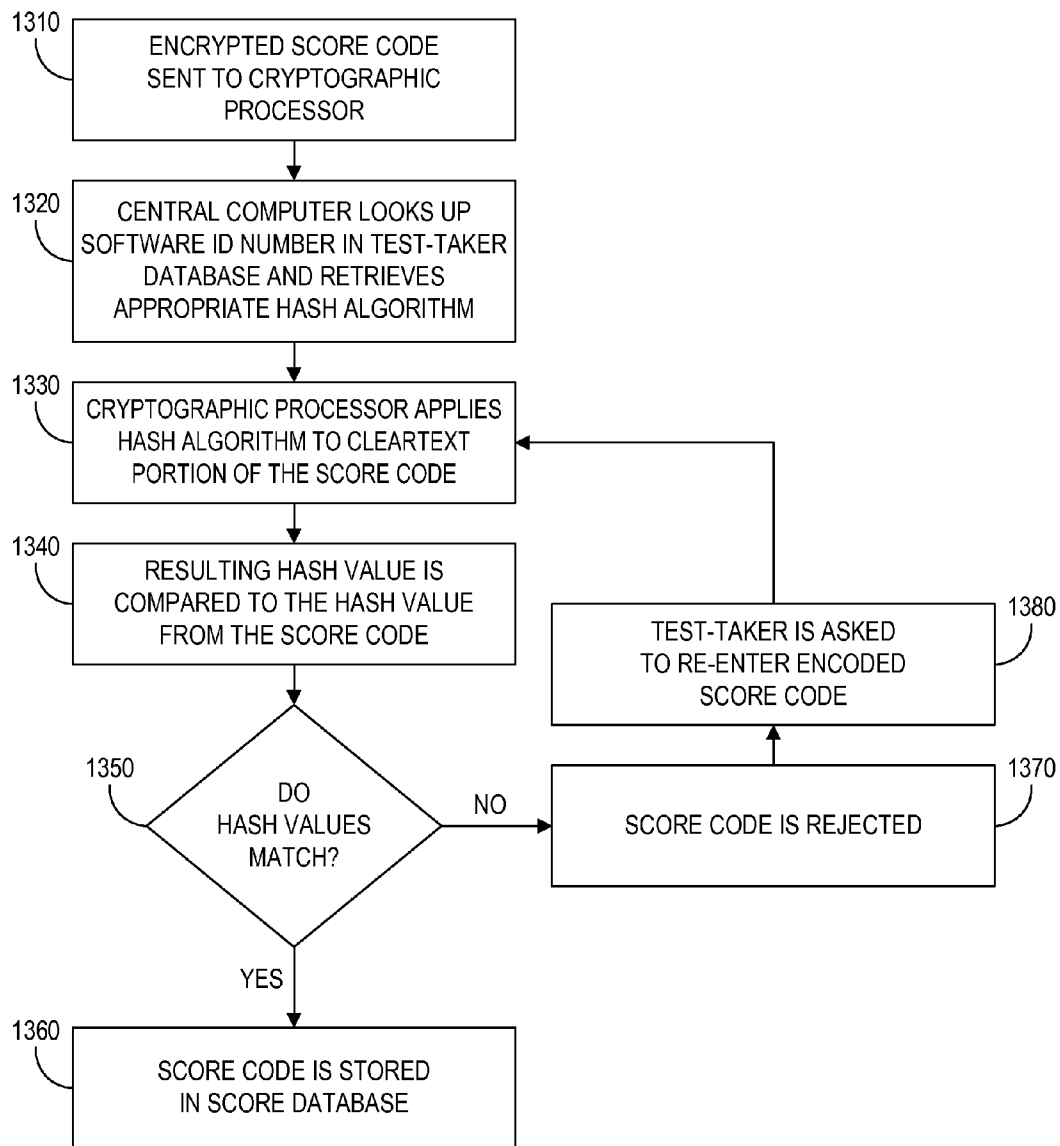 1310
ENCRYPTED SCORE CODE
SENT TO CRYPTOGRAPHIC
PROCESSOR
1320
CENTRAL COMPUTER LOOKS UP
SOFTWARE ID NUMBER IN TEST-TAKER
DATABASE AND RETRIEVES
APPROPRIATE HASH ALGORITHM
1330
CRYPTOGRAPHIC PROCESSOR APPLIES
HASH ALGORITHM TO CLEARTEXT
PORTION OF THE SCORE CODE
1340
RESULTING HASH VALUE IS
COMPARED TO THE HASH VALUE
FROM THE SCORE CODE
1380
TEST-TAKER IS ASKED
TO RE-ENTER ENCODED
SCORE CODE
1350
DO
HASH VALUES
MATCH?
NO
1370
SCORE CODE IS REJECTED
YES
1360
SCORE CODE IS STORED
IN SCORE DATABASE